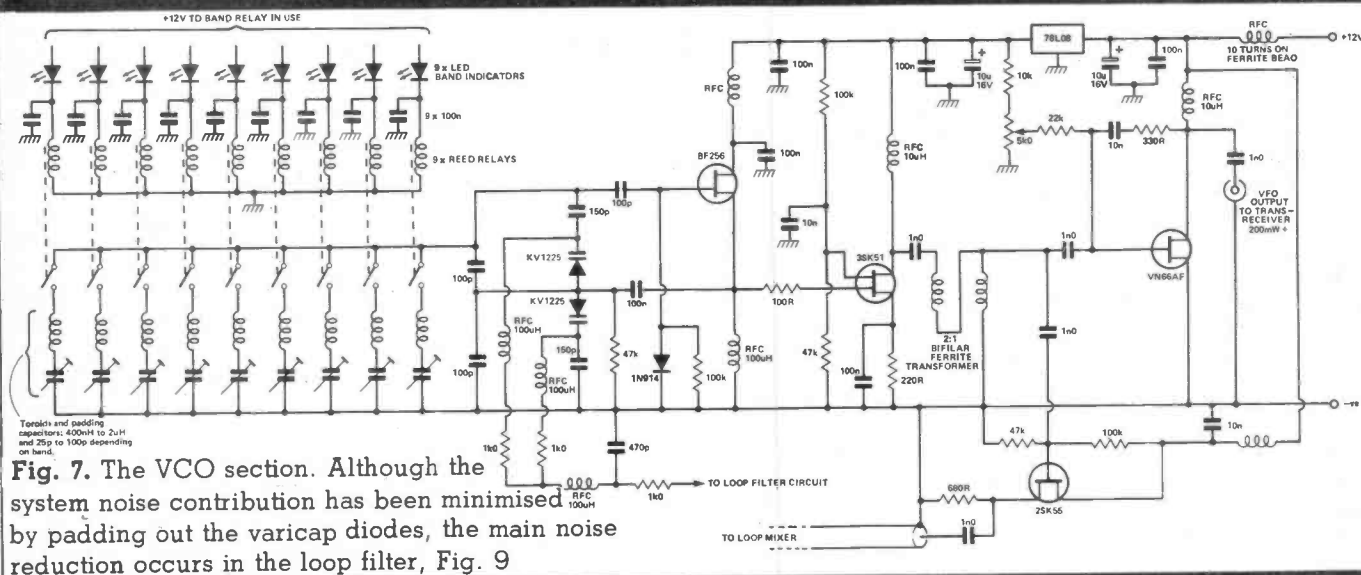 +12V TO BAND RELAY IN USE
9 x LED
BAND INDICATORS
9 x 100n
9 x REED RELAYS
Toroids and padding
capacitors: 400nH to 2uH
and 25p to 100p depending
on band.
100p
100p
150p
KV1225
KV1225
150p
RFC
100uH
RFC
100uH
1k0
1k0
RFC
100uH
47k
470p
1k0
TO LOOP FILTER CIRCUIT
100p
100n
1N914
100k
BF256
RFC
100n
100n
RFC
100uH
100R
100k
10n
47k
3SK51
100n
220R
100n
10u
16V
RFC
10uH
1n0
2:1
BIFILAR
FERRITE
TRANSFORMER
78L08
10k
5k0
22k
10n
330R
10u
16V
100n
RFC
10 TURNS ON
FERRITE BEAD
+12V
RFC
10uH
1n0
VFO
OUTPUT
TO TRANS-
RECEIVER
200mW +
1n0
VN66AF
1n0
-ve
10n
47k
100k
2SK55
680R
1n0
TO LOOP MIXER
Fig. 7. The VCO section. Although the
system noise contribution has been minimised
by padding out the varicap diodes, the main noise
reduction occurs in the loop filter, Fig. 9